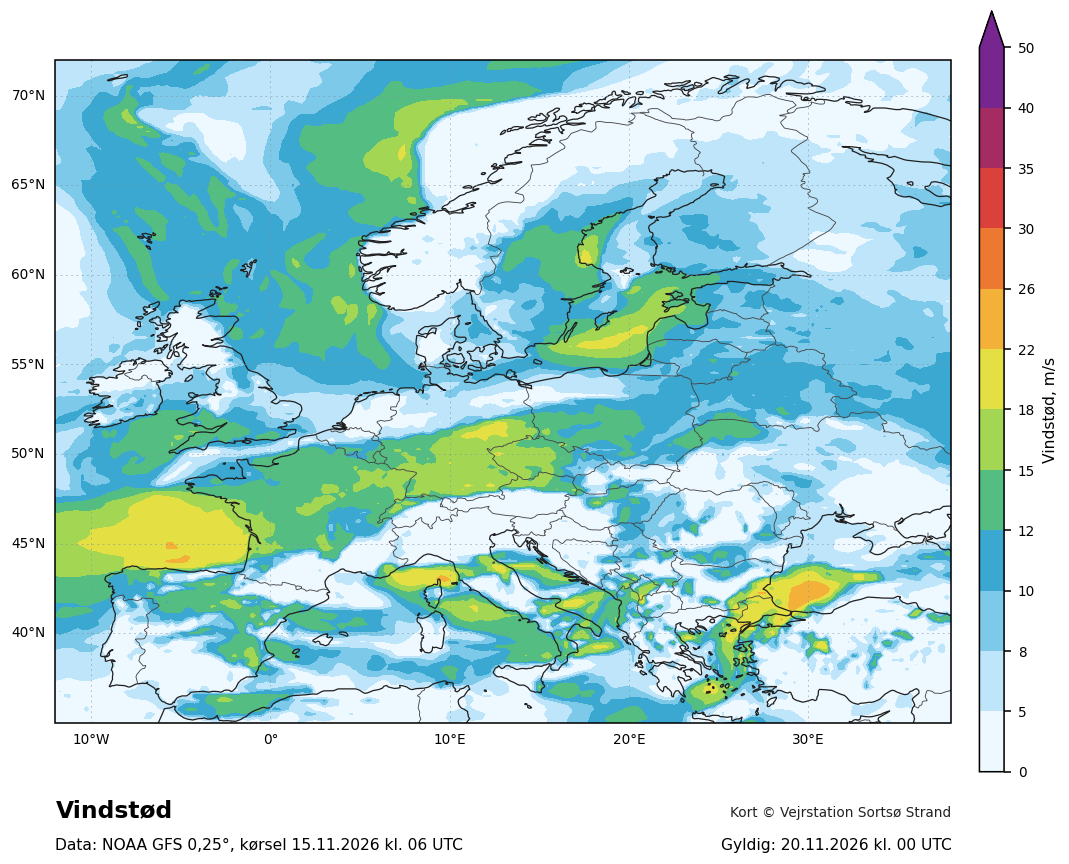 50
40
35
30
26
22
18
15
12
10
8
5
0
Vindstød, m/s
70°N
65°N
60°N
55°N
50°N
45°N
40°N
10°W
0°
10°E
20°E
30°E
Vindstød
Kort © Vejrstation Sortsø Strand
Data: NOAA GFS 0,25°, kørsel 15.11.2026 kl. 06 UTC
Gyldig: 20.11.2026 kl. 00 UTC